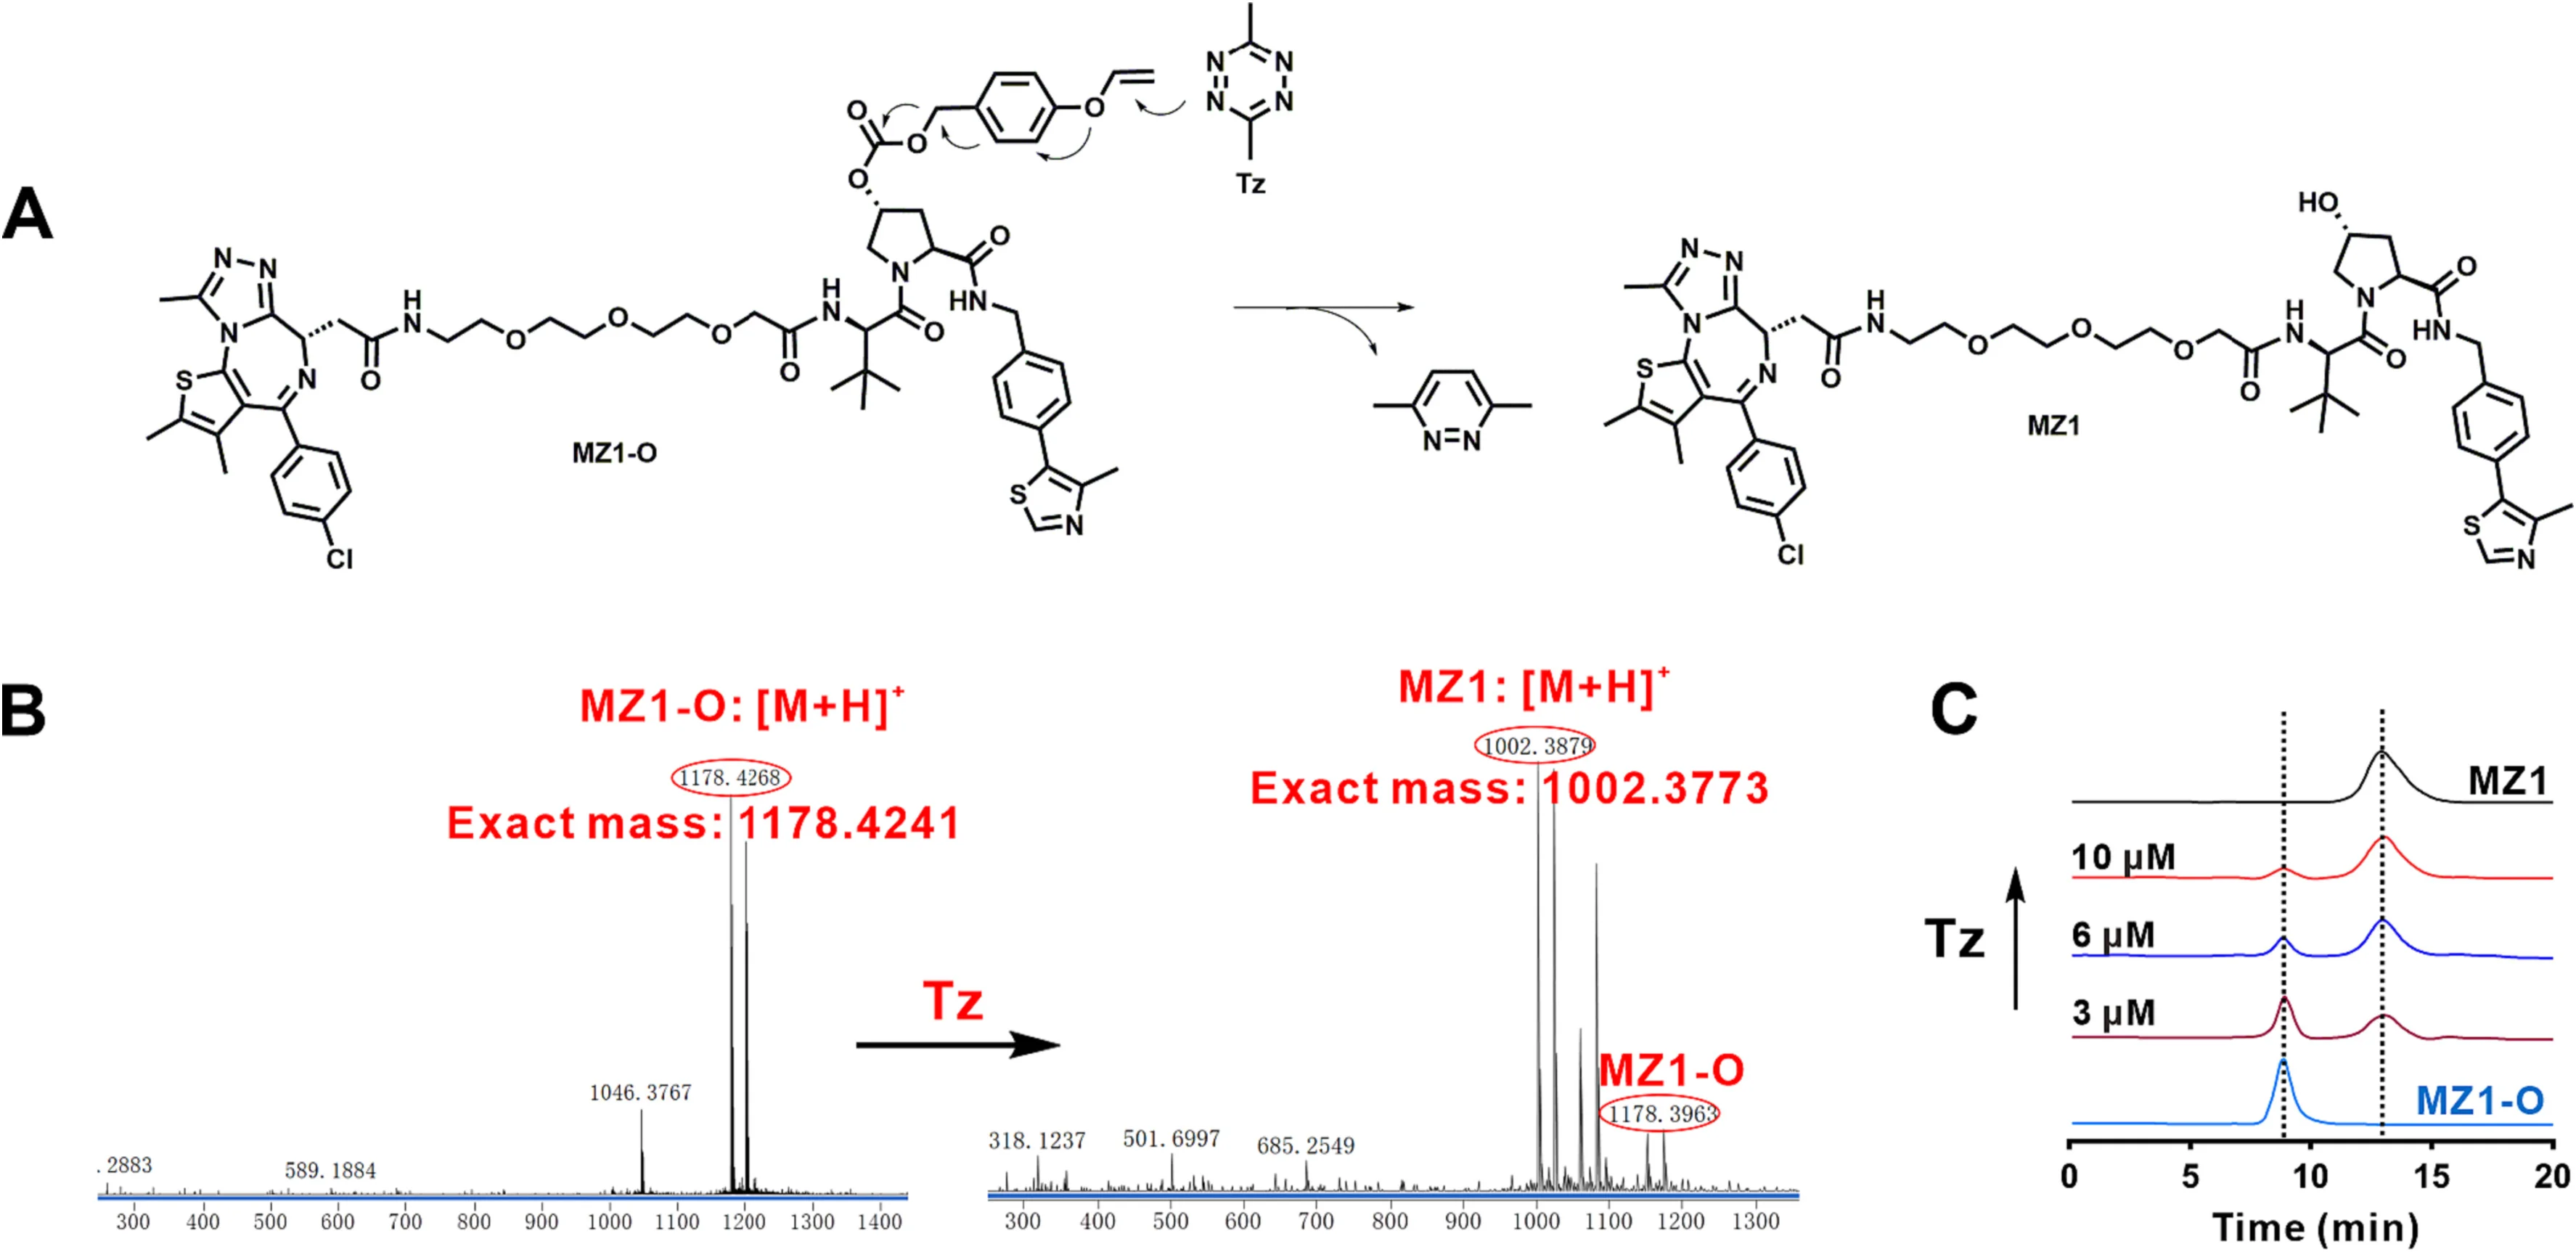 A
O
O
O
O
N
N
N
N
Tz
N
N
N
N
S
Cl
H
N
O
O
O
O
O
H
N
O
N
O
HN
S
N
MZ1-O
N
N
N=N
N
N
N
N
S
Cl
H
N
O
O
O
O
O
H
N
HO
N
O
O
HN
S
N
MZ1
B
MZ1-O: [M+H]+
1178.4268
Exact mass: 1178.4241
1046.3767
.2883
589.1884
300 400 500 600 700 800 900 1000 1100 1200 1300 1400
Tz
MZ1: [M+H]+
1002.3879
Exact mass: 1002.3773
MZ1-O
1178.3963
318.1237
501.6997
685.2549
300 400 500 600 700 800 900 1000 1100 1200 1300
C
MZ1
10 μM
6 μM
Tz
3 μM
MZ1-O
0 5 10 15 20
Time (min)